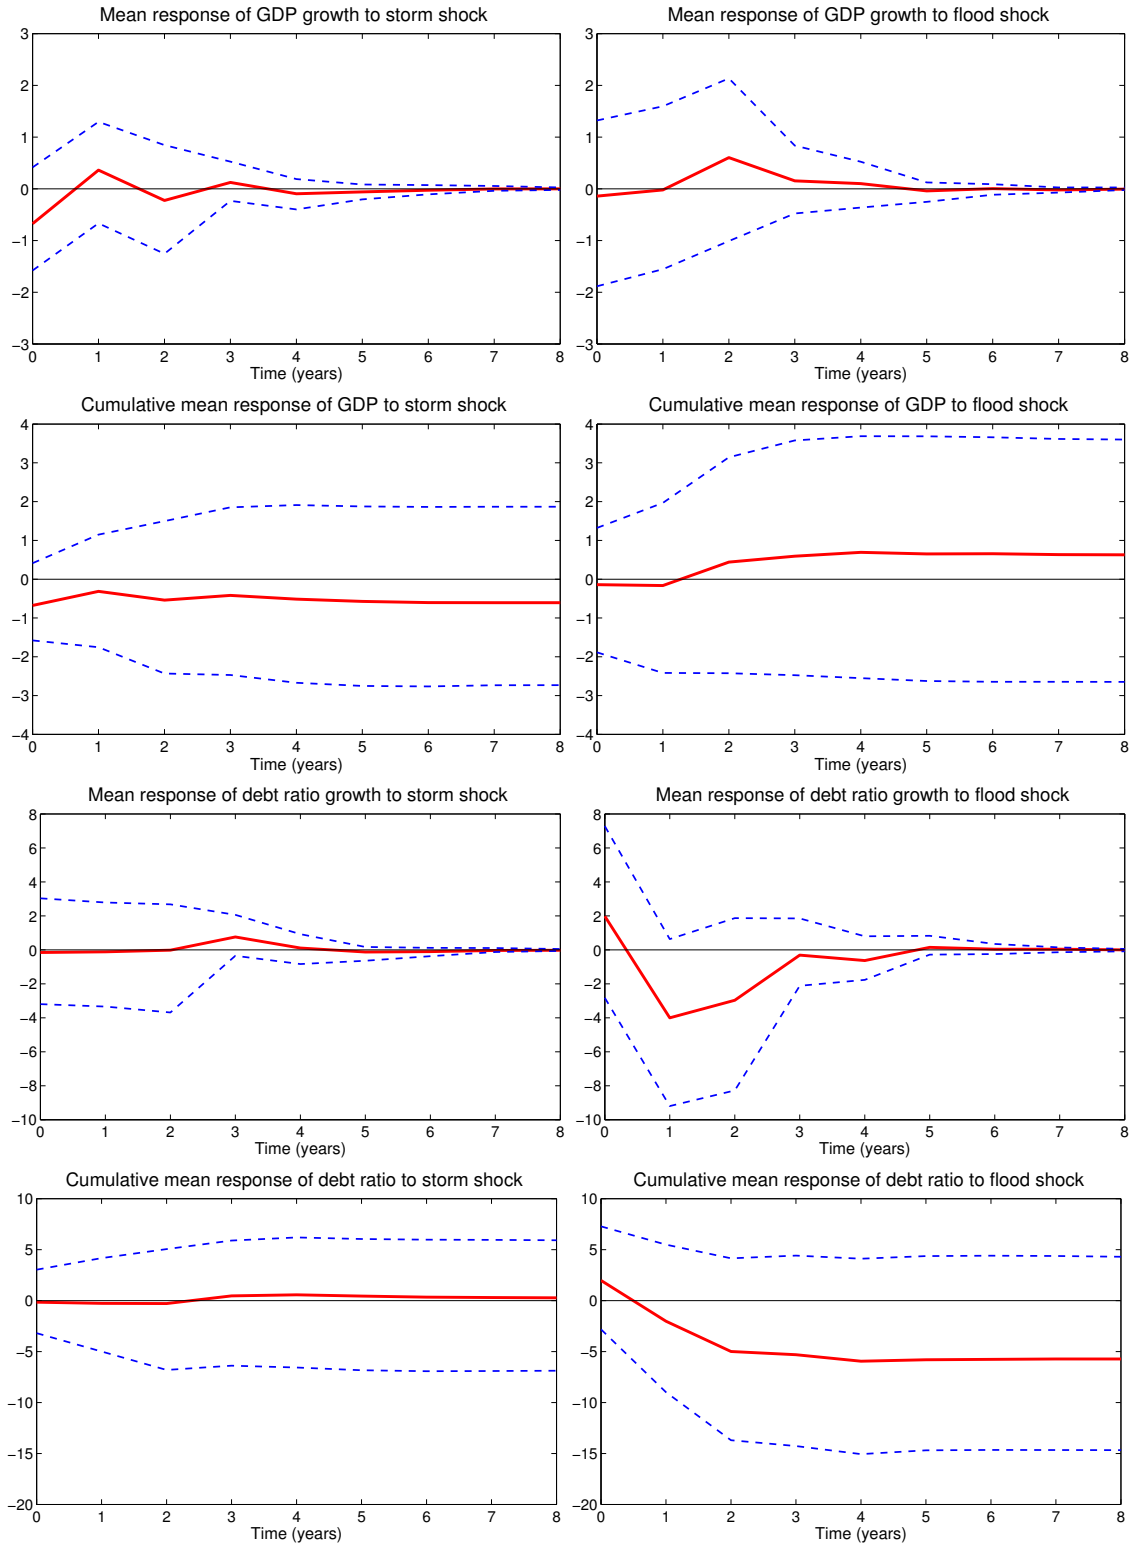 Mean response of GDP growth to storm shock
3
2
1
0
−1
−2
−3
0 1 2 3 4 5 6 7 8
Time (years)
Mean response of GDP growth to flood shock
3
2
1
0
−1
−2
−3
0 1 2 3 4 5 6 7 8
Time (years)
Cumulative mean response of GDP to storm shock
4
3
2
1
0
−1
−2
−3
−4
0 1 2 3 4 5 6 7 8
Time (years)
Cumulative mean response of GDP to flood shock
4
3
2
1
0
−1
−2
−3
−4
0 1 2 3 4 5 6 7 8
Time (years)
Mean response of debt ratio growth to storm shock
8
6
4
2
0
−2
−4
−6
−8
−10
0 1 2 3 4 5 6 7 8
Time (years)
Mean response of debt ratio growth to flood shock
8
6
4
2
0
−2
−4
−6
−8
−10
0 1 2 3 4 5 6 7 8
Time (years)
Cumulative mean response of debt ratio to storm shock
10
5
0
−5
−10
−15
−20
0 1 2 3 4 5 6 7 8
Time (years)
Cumulative mean response of debt ratio to flood shock
10
5
0
−5
−10
−15
−20
0 1 2 3 4 5 6 7 8
Time (years)